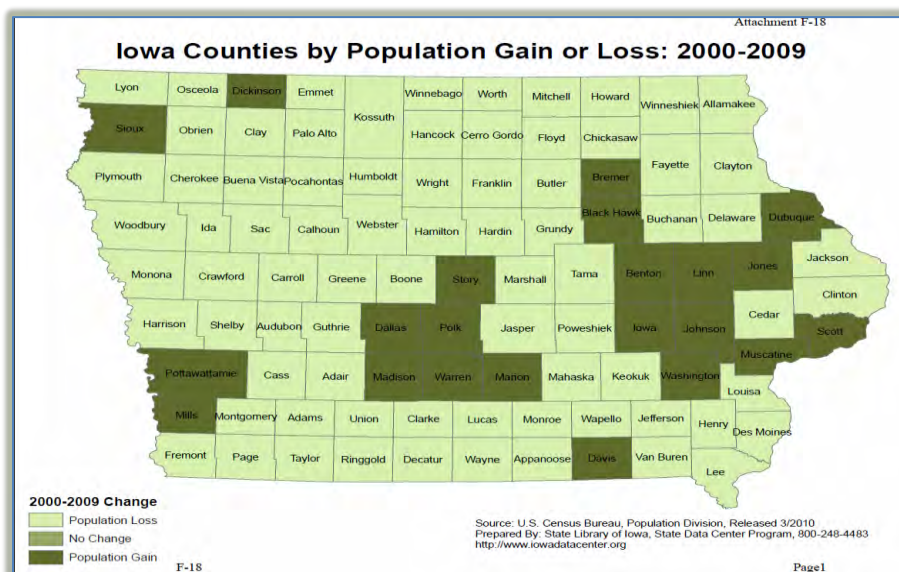 Attachment F-18
Iowa Counties by Population Gain or Loss: 2000-2009
Lyon Osceola Dickinson Emmet Kossuth Winnebago Worth Mitchell Howard Winneshiek Allamakee
Sioux Obrien Clay Palo Alto Hancock Cerro Gordo Floyd Chickasaw
Plymouth Cherokee Buena Vista Pocahontas Humboldt Wright Franklin Butler Bremer Fayette Clayton
Woodbury Ida Sac Calhoun Webster Hamilton Hardin Grundy Black Hawk Buchanan Delaware Dubuque
Monona Crawford Carroll Greene Boone Story Marshall Tama Benton Linn Jones Jackson
Clinton
Harrison Shelby Audubon Guthrie Dallas Polk Jasper Poweshiek Iowa Johnson Cedar Scott
Muscatine
Pottawattamie Cass Adair Madison Warren Marion Mahaska Keokuk Washington Louisa
Mills Montgomery Adams Union Clarke Lucas Monroe Wapello Jefferson Henry Des Moines
Fremont Page Taylor Ringgold Decatur Wayne Appanoose Davis Van Buren Lee
2000-2009 Change
Population Loss
No Change
Population Gain
Source: U.S. Census Bureau, Population Division, Released 3/2010
Prepared By: State Library of Iowa, State Data Center Program, 800-248-4483
http://www.iowadatacenter.org
F-18 Page1